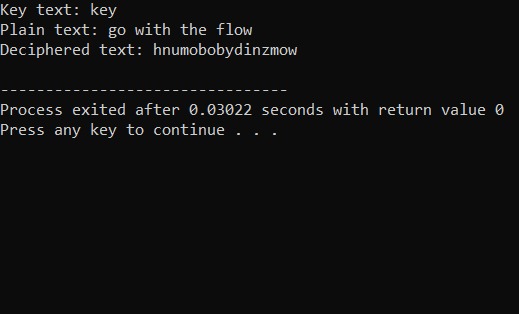 Key text: key
Plain text: go with the flow
Deciphered text: hnumobobydinzmow
--------------------------------
Process exited after 0.03022 seconds with return value 0
Press any key to continue . . .